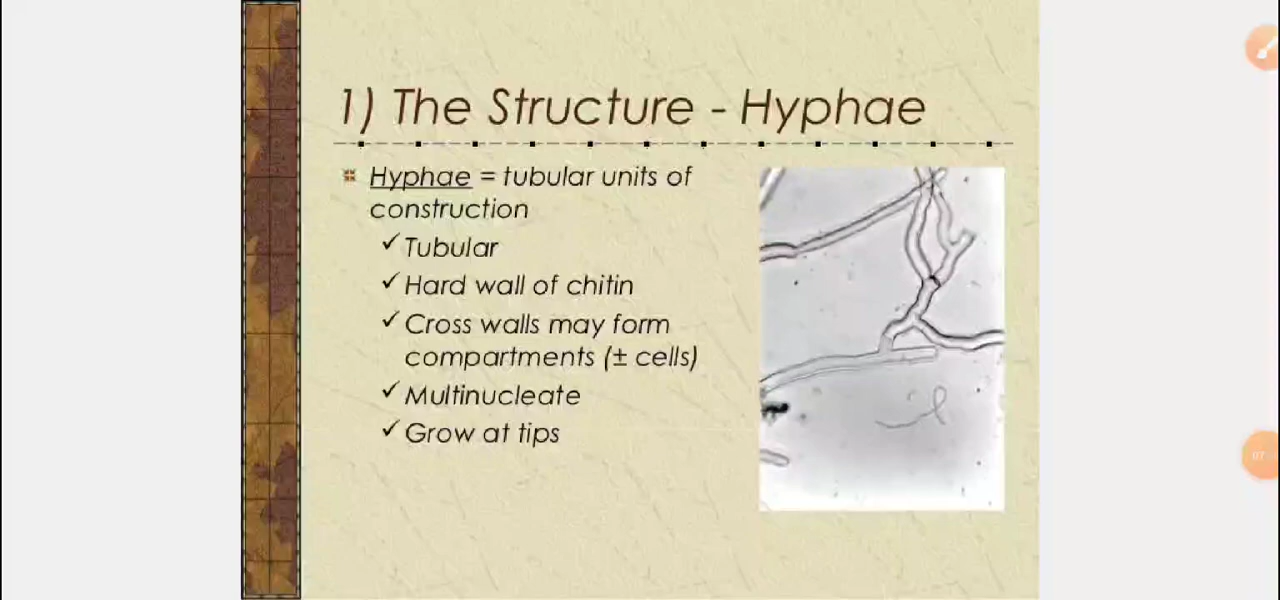 1) The Structure - Hyphae
Hyphae = tubular units of
construction
✓Tubular
✓Hard wall of chitin
✓Cross walls may form
compartments (± cells)
✓Multinucleate
✓Grow at tips